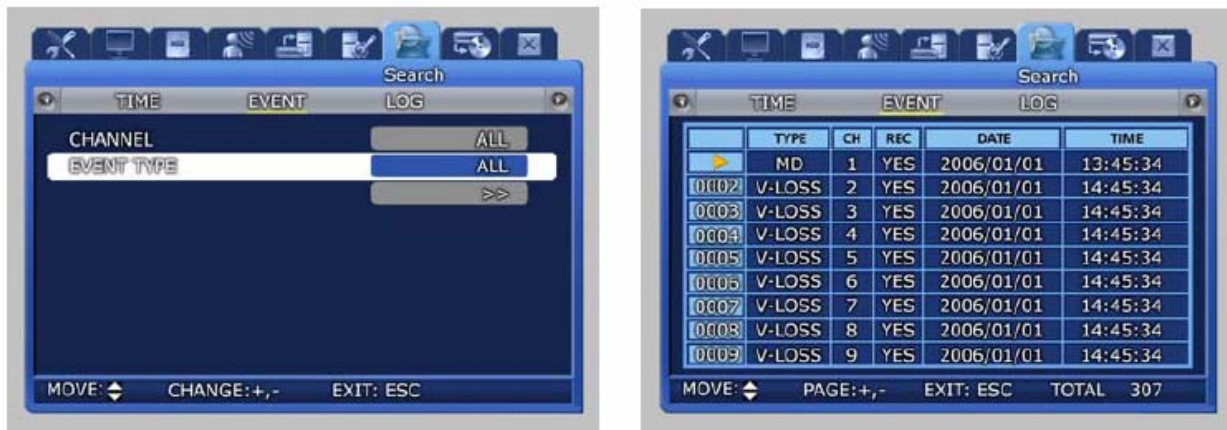 Search
TIME EVENT LOG
CHANNEL ALL
EVENT TYPE ALL
>>
MOVE: CHANGE:+,- EXIT: ESC
Search
TIME EVENT LOG
TYPE CH REC DATE TIME
MD 1 YES 2006/01/01 13:45:34
0002 V-LOSS 2 YES 2006/01/01 14:45:34
0003 V-LOSS 3 YES 2006/01/01 14:45:34
0004 V-LOSS 4 YES 2006/01/01 14:45:34
0005 V-LOSS 5 YES 2006/01/01 14:45:34
0006 V-LOSS 6 YES 2006/01/01 14:45:34
0007 V-LOSS 7 YES 2006/01/01 14:45:34
0008 V-LOSS 8 YES 2006/01/01 14:45:34
0009 V-LOSS 9 YES 2006/01/01 14:45:34
MOVE: PAGE:+,- EXIT: ESC TOTAL 307